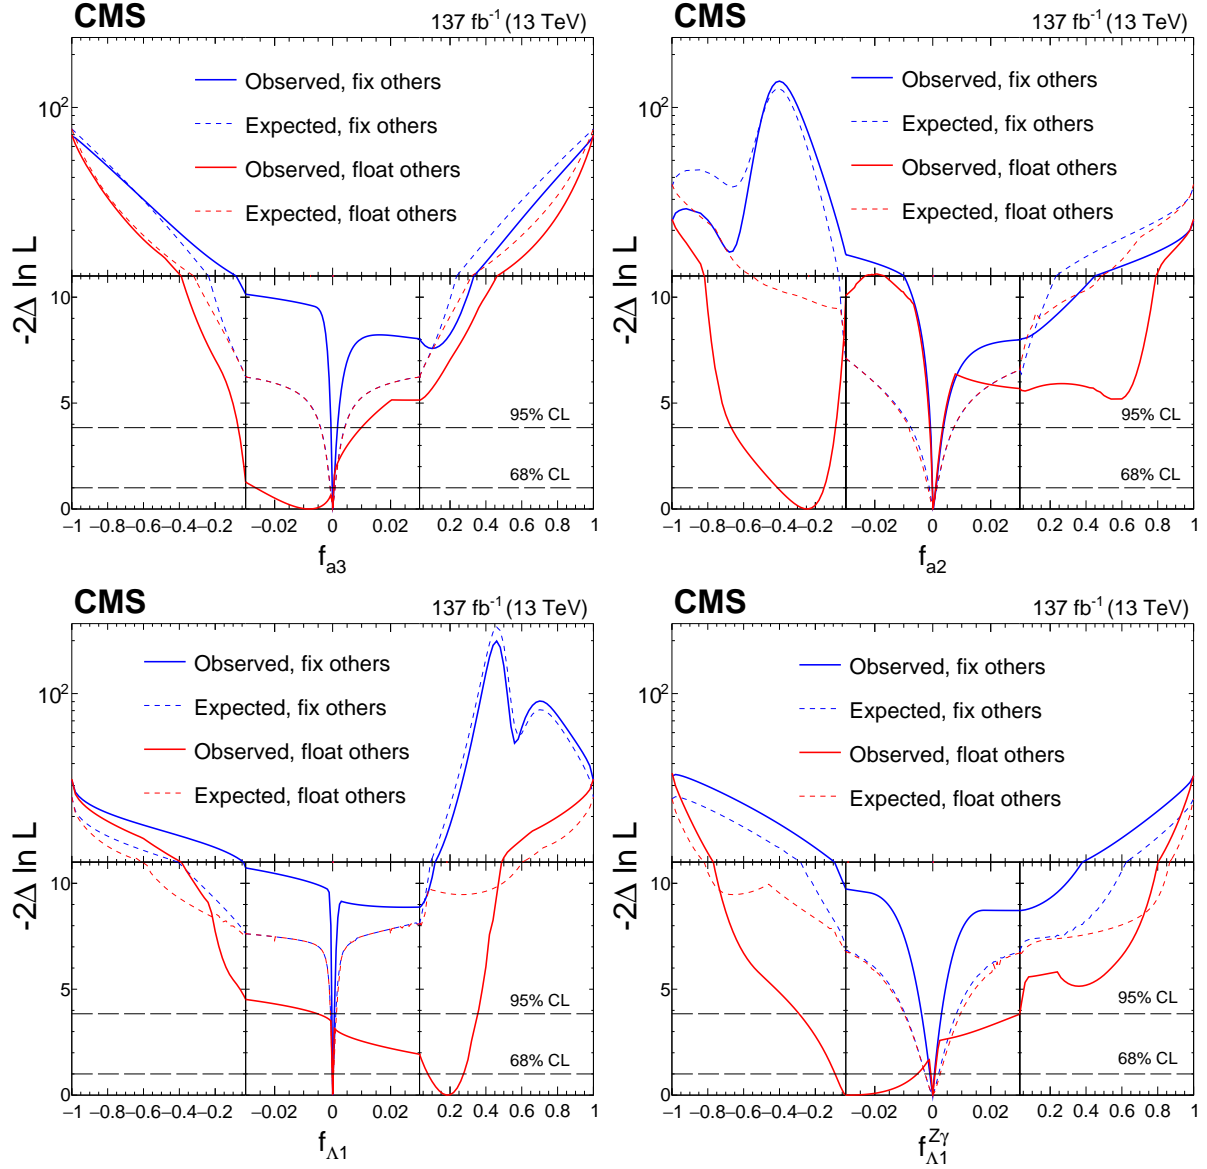 CMS 137 fb-1 (13 TeV)
Observed, fix others
Expected, fix others
Observed, float others
Expected, float others
10²
-2Δ ln L
10
5
0
95% CL
68% CL
−1 −0.8 −0.6 −0.4 −0.2 −0.02 0 0.02 0.2 0.4 0.6 0.8 1
f a3
CMS 137 fb-1 (13 TeV)
Observed, fix others
Expected, fix others
Observed, float others
Expected, float others
10²
-2Δ ln L
10
5
0
95% CL
68% CL
−1 −0.8 −0.6 −0.4 −0.2 −0.02 0 0.02 0.2 0.4 0.6 0.8 1
f a2
CMS 137 fb-1 (13 TeV)
Observed, fix others
Expected, fix others
Observed, float others
Expected, float others
10²
-2Δ ln L
10
5
0
95% CL
68% CL
−1 −0.8 −0.6 −0.4 −0.2 −0.02 0 0.02 0.2 0.4 0.6 0.8 1
f Λ1
CMS 137 fb-1 (13 TeV)
Observed, fix others
Expected, fix others
Observed, float others
Expected, float others
10²
-2Δ ln L
10
5
0
95% CL
68% CL
−1 −0.8 −0.6 −0.4 −0.2 −0.02 0 0.02 0.2 0.4 0.6 0.8 1
f Λ1 Zγ